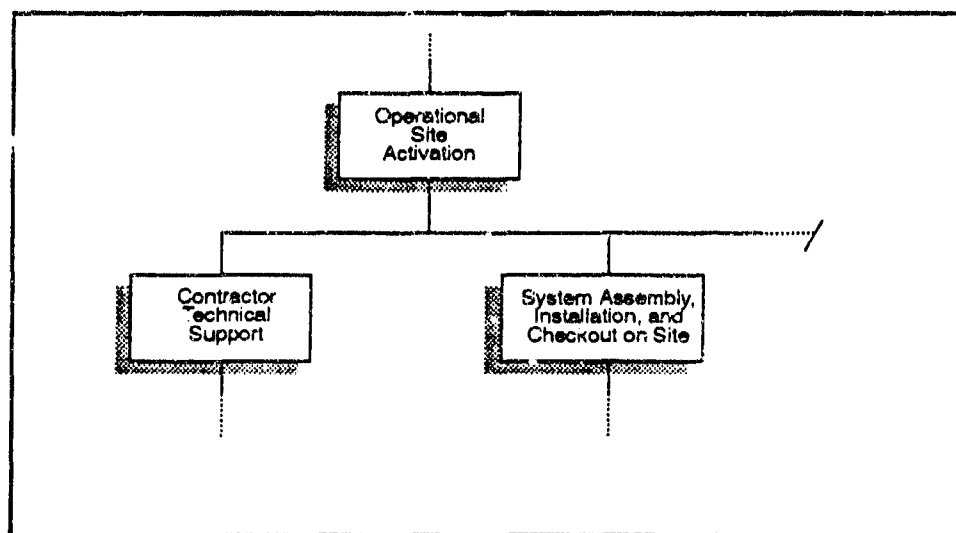 Operational
Site
Activation
Contractor
Technical
Support
System Assembly,
Installation, and
Checkout on Site